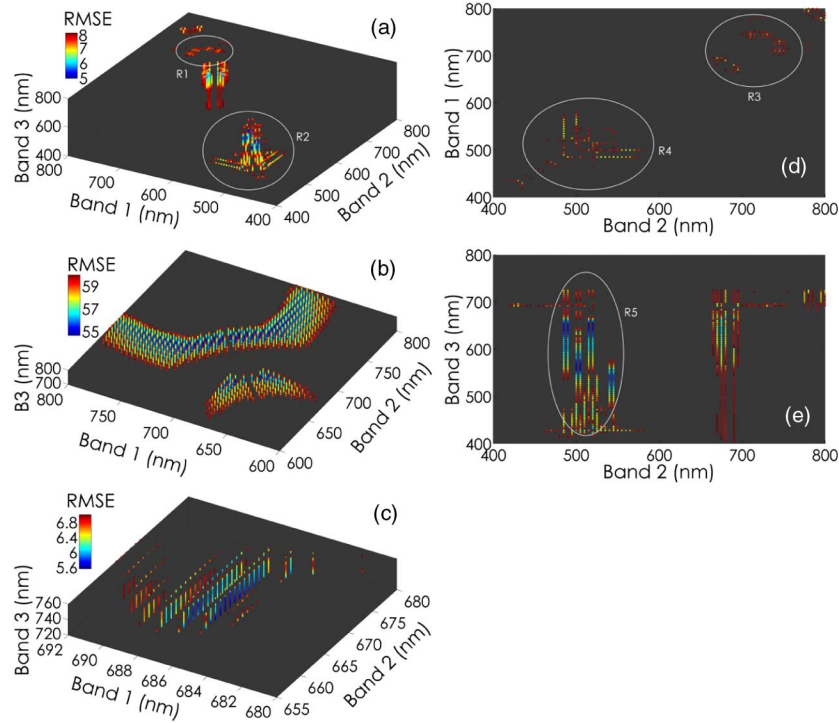 RMSE
8
7
6
5
(a)
R1
R2
Band 3 (nm)
800
600
400
800
700
600
500
400
Band 1 (nm)
400
500
600
700
800
Band 2 (nm)
RMSE
59
57
55
(b)
B3
800
700
800
750
700
650
600
Band 1 (nm)
600
650
700
750
800
Band 2 (nm)
RMSE
6.8
6.4
6
5.6
(c)
Band 3 (nm)
760
740
720
692
690
688
686
684
682
680
Band 1 (nm)
655
660
665
670
675
680
Band 2 (nm)
800
700
600
500
400
Band 1 (nm)
R3
R4
(d)
400 500 600 700 800
Band 2 (nm)
800
700
600
500
400
Band 3 (nm)
R5
(e)
400 500 600 700 800
Band 2 (nm)